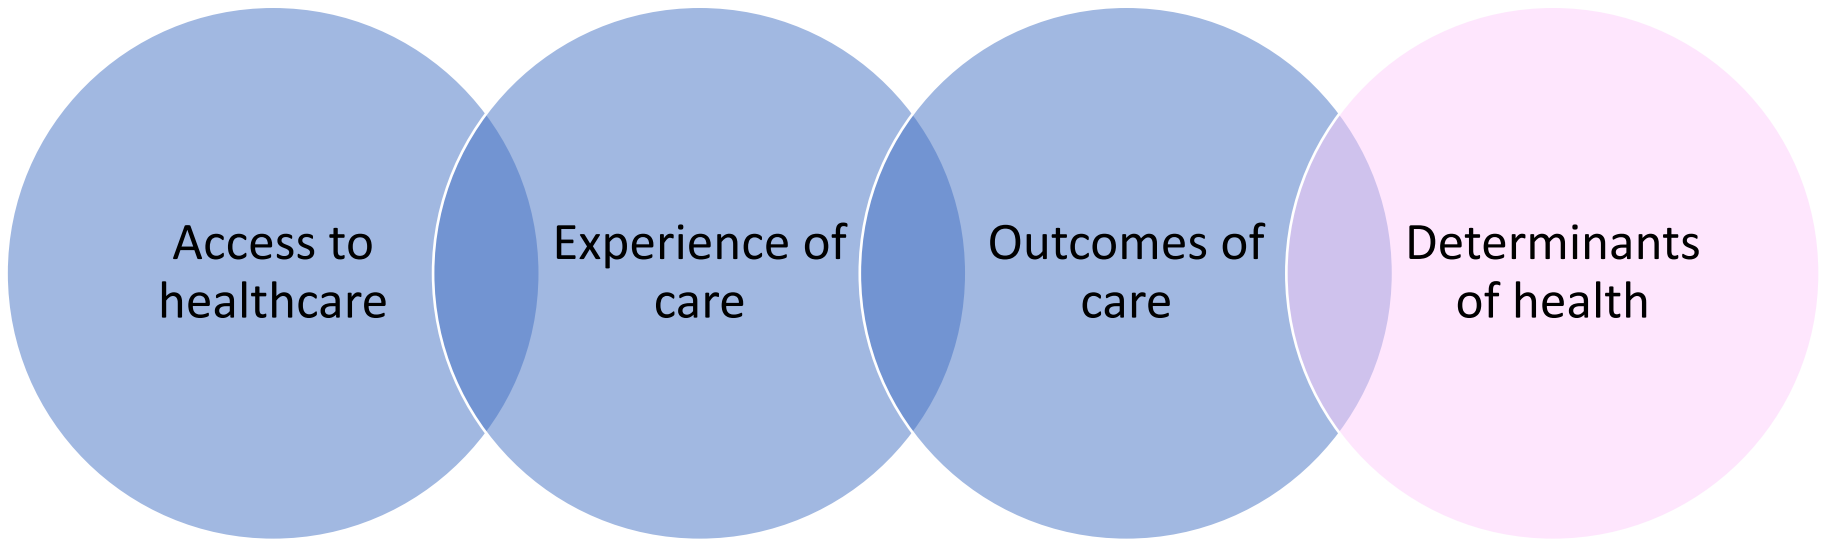 Access to
healthcare
Experience of
care
Outcomes of
care
Determinants
of health